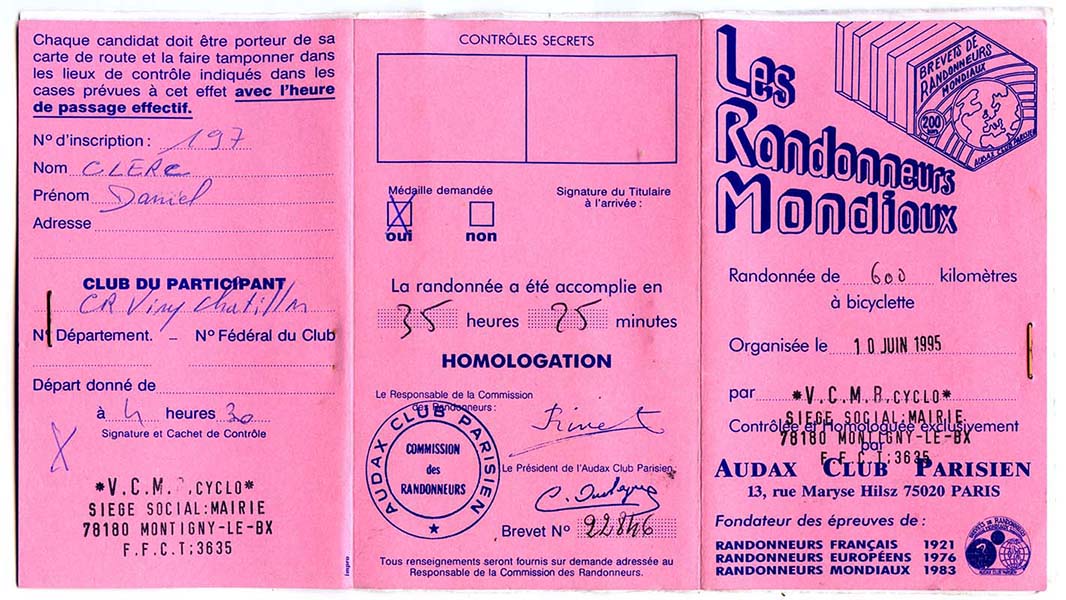 Chaque candidat doit être porteur de sa
carte de route et la faire tamponner dans
les lieux de contrôle indiqués dans les
cases prévues à cet effet avec l'heure
de passage effectif.
N° d'inscription : 197
Nom CLERC
Prénom Daniel
Adresse
CLUB DU PARTICIPANT
CR Viry Chatillon
N° Département. – N° Fédéral du Club
Départ donné de
à 4 heures 30
Signature et Cachet de Contrôle
X
*V.C.M.B.CYCLO*
SIEGE SOCIAL:MAIRIE
78180 MONTIGNY-LE-BX
F.F.C.T:3635
impro
CONTRÔLES SECRETS
Médaille demandée
oui non
Signature du Titulaire
à l'arrivée :
La randonnée a été accomplie en
35 heures 25 minutes
HOMOLOGATION
Le Responsable de la Commission
des Randonneurs :
AUDAX CLUB PARISIEN
COMMISSION
des
RANDONNEURS
Le Président de l'Audax Club Parisien
Brevet N° 22846
Tous renseignements seront fournis sur demande adressée au
Responsable de la Commission des Randonneurs.
Les
Randonneurs
Mondiaux
BREVETS DE
RANDONNEURS
MONDIAUX
200
AUDAX CLUB PARISIEN
Randonnée de 600 kilomètres
à bicyclette
Organisée le 10 JUIN 1995
par *V.C.M.B.CYCLO*
SIEGE SOCIAL:MAIRIE
Contrôlée et Homologuée exclusivement
78180 MONTIGNY-LE-BX
par
F.F.C.T:3635
AUDAX CLUB PARISIEN
13, rue Maryse Hilsz 75020 PARIS
Fondateur des épreuves de :
RANDONNEURS FRANÇAIS 1921
RANDONNEURS EUROPÉENS 1976
RANDONNEURS MONDIAUX 1983